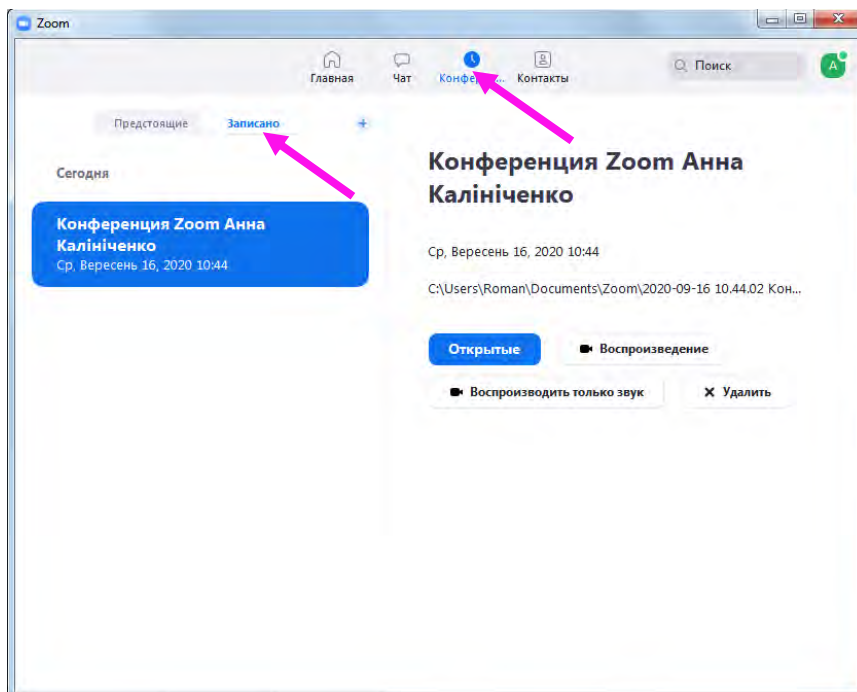 Zoom
Главная
Чат
Конфе
Контакты
Поиск
А
Предстоящие
Записано
+
Сегодня
Конференция Zoom Анна
Калініченко
Ср, Вересень 16, 2020 10:44
Конференция Zoom Анна
Калініченко
Ср, Вересень 16, 2020 10:44
C:\Users\Roman\Documents\Zoom\2020-09-16 10.44.02 Кон...
Открытые
Воспроизведение
Воспроизводить только звук
Удалить